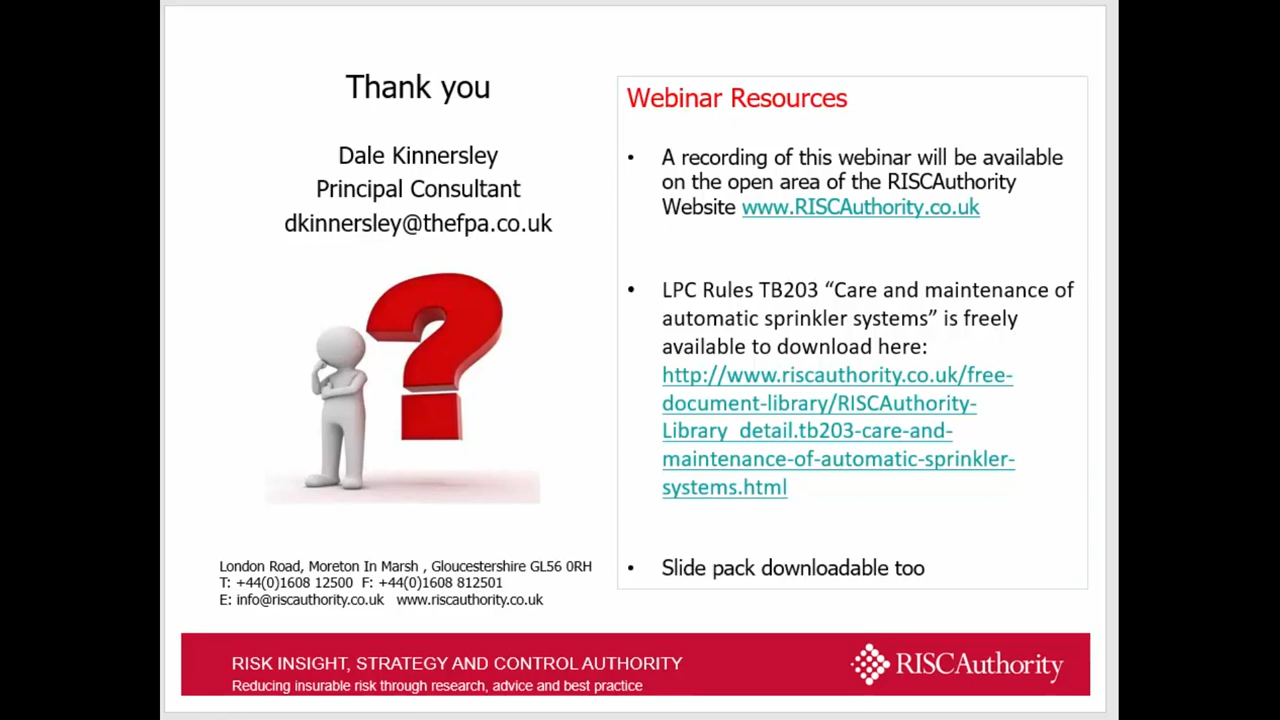 Thank you
Dale Kinnersley
Principal Consultant
dkinnersley@thefpa.co.uk
London Road, Moreton In Marsh , Gloucestershire GL56 0RH
T: +44(0)1608 12500 F: +44(0)1608 812501
E: info@riscauthority.co.uk www.riscauthority.co.uk
Webinar Resources
• A recording of this webinar will be available
on the open area of the RISCAuthority
Website www.RISCAuthority.co.uk
• LPC Rules TB203 “Care and maintenance of
automatic sprinkler systems” is freely
available to download here:
http://www.riscauthority.co.uk/free-
document-library/RISCAuthority-
Library_detail.tb203-care-and-
maintenance-of-automatic-sprinkler-
systems.html
• Slide pack downloadable too
RISK INSIGHT, STRATEGY AND CONTROL AUTHORITY
Reducing insurable risk through research, advice and best practice
RISCAuthority